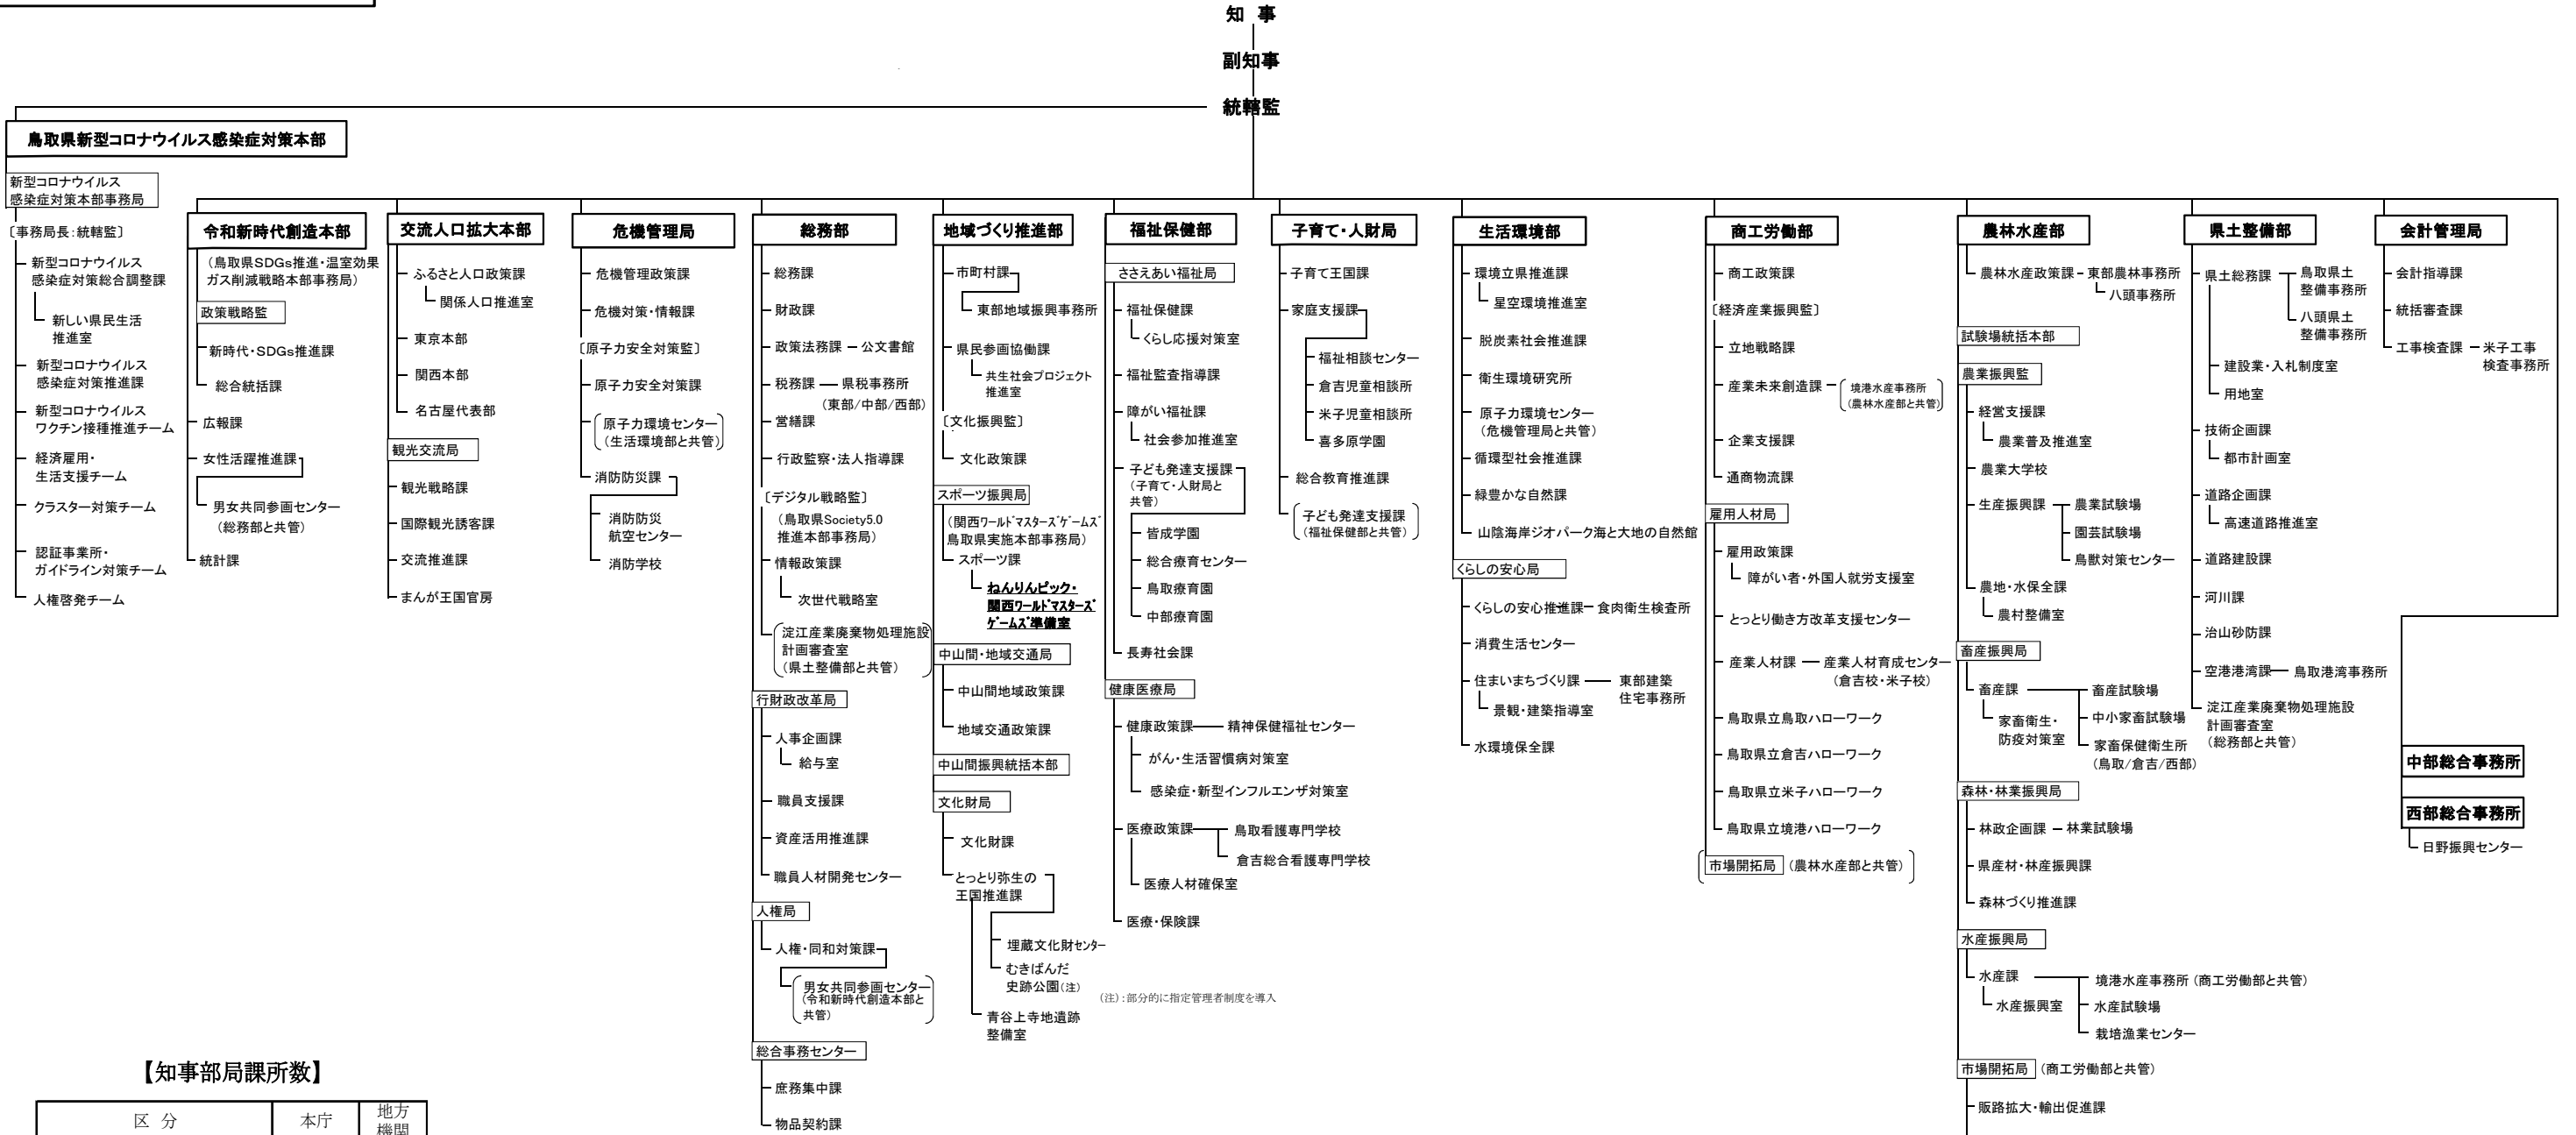 知 事
副知事
統轄監
鳥取県新型コロナウイルス感染症対策本部
新型コロナウイルス
感染症対策本部事務局
〔事務局長：統轄監〕
新型コロナウイルス
感染症対策総合調整課
新しい県民生活
推進室
新型コロナウイルス
感染症対策推進課
新型コロナウイルス
ワクチン接種推進チーム
経済雇用・
生活支援チーム
クラスター対策チーム
認証事業所・
ガイドライン対策チーム
人権啓発チーム
令和新時代創造本部
（鳥取県SDGs推進・温室効果
ガス削減戦略本部事務局）
政策戦略監
新時代・SDGs推進課
総合統括課
広報課
女性活躍推進課
男女共同参画センター
（総務部と共管）
統計課
交流人口拡大本部
ふるさと人口政策課
関係人口推進室
東京本部
関西本部
名古屋代表部
観光交流局
観光戦略課
国際観光誘客課
交流推進課
まんが王国官房
危機管理局
危機管理政策課
危機対策・情報課
〔原子力安全対策監〕
原子力安全対策課
原子力環境センター
（生活環境部と共管）
消防防災課
消防防災
航空センター
消防学校
総務部
総務課
財政課
政策法務課 公文書館
税務課 県税事務所
（東部/中部/西部）
営繕課
行政監察・法人指導課
〔デジタル戦略監〕
（鳥取県Society5.0
推進本部事務局）
情報政策課
次世代戦略室
淀江産業廃棄物処理施設
計画審査室
（県土整備部と共管）
行財政改革局
人事企画課
給与室
職員支援課
資産活用推進課
職員人材開発センター
人権局
人権・同和対策課
男女共同参画センター
（令和新時代創造本部と
共管）
総合事務センター
庶務集中課
物品契約課
地域づくり推進部
市町村課
東部地域振興事務所
県民参画協働課
共生社会プロジェクト
推進室
〔文化振興監〕
文化政策課
スポーツ振興局
（関西ワールドマスターズゲームズ
鳥取県実施本部事務局）
スポーツ課
ねんりんピック・
関西ワールドマスターズ
ゲームズ準備室
中山間・地域交通局
中山間地域政策課
地域交通政策課
中山間振興統括本部
文化財局
文化財課
とっとり弥生の
王国推進課
埋蔵文化財センター
むきばんだ
史跡公園（注）
青谷上寺地遺跡
整備室
（注）：部分的に指定管理者制度を導入
福祉保健部
ささえあい福祉局
福祉保健課
くらし応援対策室
福祉監査指導課
障がい福祉課
社会参加推進室
子ども発達支援課
（子育て・人財局と
共管）
皆成学園
総合療育センター
鳥取療育園
中部療育園
長寿社会課
健康医療局
健康政策課 精神保健福祉センター
がん・生活習慣病対策室
感染症・新型インフルエンザ対策室
医療政策課 鳥取看護専門学校
倉吉総合看護専門学校
医療人材確保室
医療・保険課
子育て・人財局
子育て王国課
家庭支援課
福祉相談センター
倉吉児童相談所
米子児童相談所
喜多原学園
総合教育推進課
子ども発達支援課
（福祉保健部と共管）
生活環境部
環境立県推進課
星空環境推進室
脱炭素社会推進課
衛生環境研究所
原子力環境センター
（危機管理局と共管）
循環型社会推進課
緑豊かな自然課
山陰海岸ジオパーク海と大地の自然館
くらしの安心局
くらしの安心推進課 食肉衛生検査所
消費生活センター
住まいまちづくり課 東部建築
住宅事務所
景観・建築指導室
水環境保全課
商工労働部
商工政策課
〔経済産業振興監〕
立地戦略課
産業未来創造課 境港水産事務所
（農林水産部と共管）
企業支援課
通商物流課
雇用人材局
雇用政策課
障がい者・外国人就労支援室
とっとり働き方改革支援センター
産業人材課 産業人材育成センター
（倉吉校・米子校）
鳥取県立鳥取ハローワーク
鳥取県立倉吉ハローワーク
鳥取県立米子ハローワーク
鳥取県立境港ハローワーク
市場開拓局 （農林水産部と共管）
農林水産部
農林水産政策課 東部農林事務所
八頭事務所
試験場統括本部
農業振興監
経営支援課
農業普及推進室
農業大学校
生産振興課 農業試験場
園芸試験場
鳥獣対策センター
農地・水保全課
農村整備室
畜産振興局
畜産課 畜産試験場
家畜衛生・
防疫対策室
中小家畜試験場
家畜保健衛生所
（鳥取/倉吉/西部）
森林・林業振興局
林政企画課 林業試験場
県産材・林産振興課
森林づくり推進課
水産振興局
水産課 境港水産事務所（商工労働部と共管）
水産振興室 水産試験場
栽培漁業センター
市場開拓局 （商工労働部と共管）
販路拡大・輸出促進課
県土整備部
県土総務課 鳥取県土
整備事務所
八頭県土
整備事務所
建設業・入札制度室
用地室
技術企画課
都市計画室
道路企画課
高速道路推進室
道路建設課
河川課
治山砂防課
空港港湾課 鳥取港湾事務所
淀江産業廃棄物処理施設
計画審査室
（総務部と共管）
会計管理局
会計指導課
統括審査課
工事検査課 米子工事
検査事務所
中部総合事務所
西部総合事務所
日野振興センター
【知事部局課所数】
区 分 本庁 地方
機関